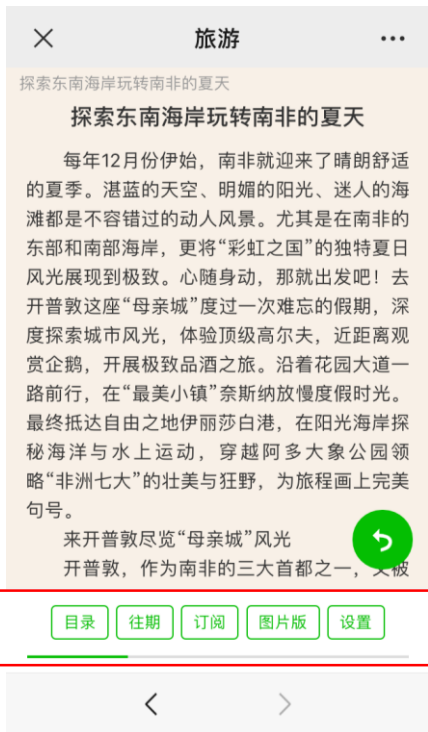 旅游
探索东南海岸玩转南非的夏天
探索东南海岸玩转南非的夏天
每年12月份伊始，南非就迎来了晴朗舒适
的夏季。湛蓝的天空、明媚的阳光、迷人的海
滩都是不容错过的动人风景。尤其是在南非的
东部和南部海岸，更将“彩虹之国”的独特夏日
风光展现到极致。心随身动，那就出发吧！去
开普敦这座“母亲城”度过一次难忘的假期，深
度探索城市风光，体验顶级高尔夫，近距离观
赏企鹅，开展极致品酒之旅。沿着花园大道一
路前行，在“最美小镇”奈斯纳放慢度假时光。
最终抵达自由之地伊丽莎白港，在阳光海岸探
秘海洋与水上运动，穿越阿多大象公园领
略“非洲七大”的壮美与狂野，为旅程画上完美
句号。
来开普敦尽览“母亲城”风光
开普敦，作为南非的三大首都之一，又被
目录 往期 订阅 图片版 设置